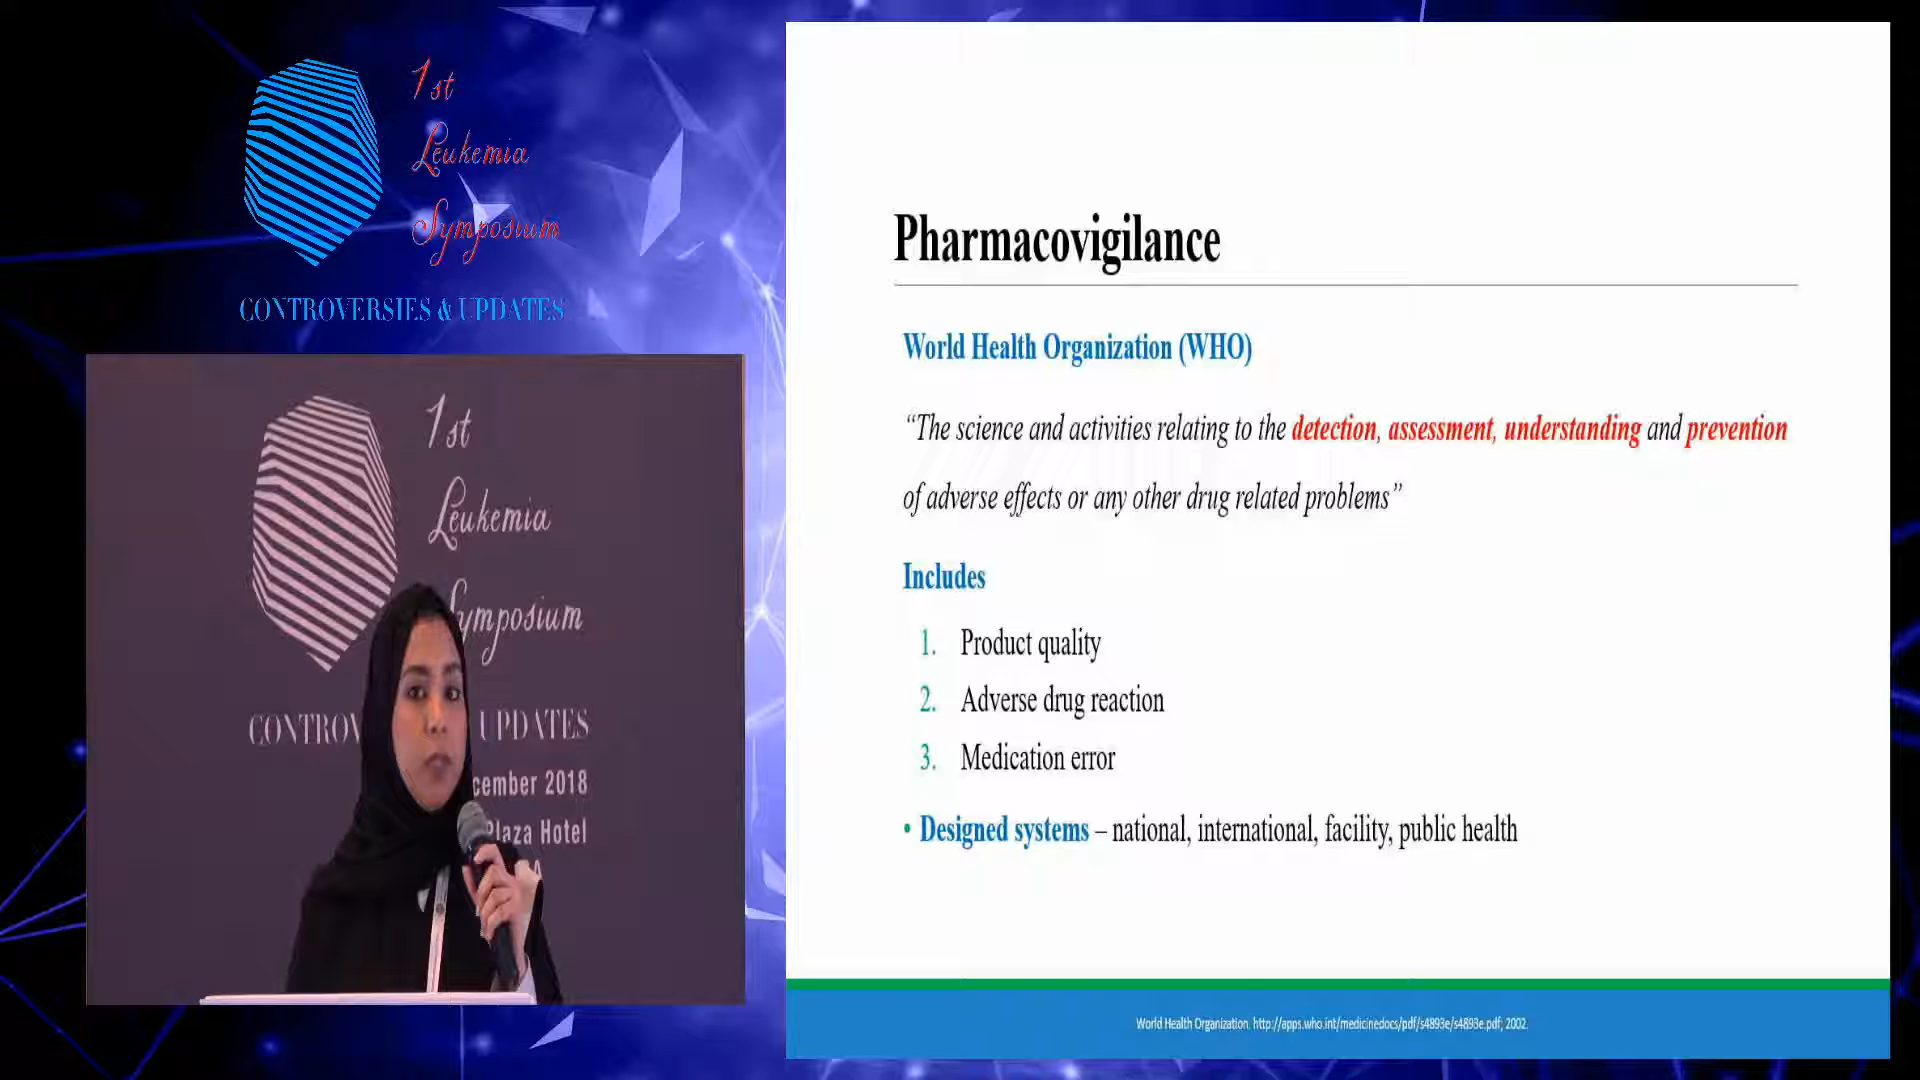 1st
Leukemia
Symposium
CONTROVERSIES & UPDATES
1st
Leukemia
Symposium
UPDATES
2018
Plaza Hotel
Pharmacovigilance
World Health Organization (WHO)
“The science and activities relating to the detection, assessment, understanding and prevention
of adverse effects or any other drug related problems”
Includes
1. Product quality
2. Adverse drug reaction
3. Medication error
• Designed systems – national, international, facility, public health
World Health Organization. http://apps.who.int/medicinedocs/pdf/s4893e/s4893e.pdf; 2002.